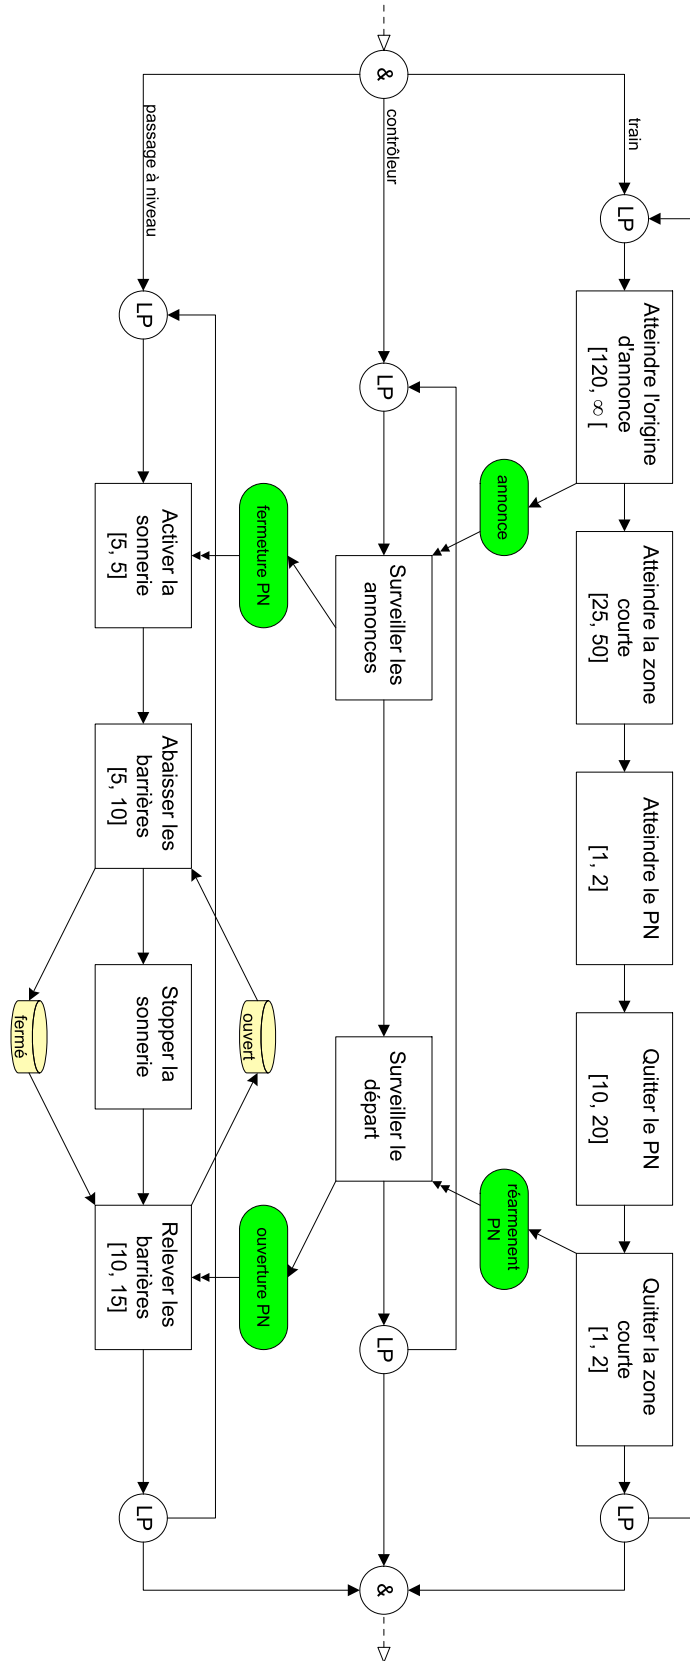 &
train
LP
Atteindre l'origine
d'annonce
[120, ∞ [
Atteindre la zone
courte
[25, 50]
Atteindre le PN
[1, 2]
Quitter le PN
[10, 20]
Quitter la zone
courte
[1, 2]
LP
annonce
réarmenent
PN
contrôleur
LP
Surveiller les
annonces
Surveiller le
départ
LP
&
fermeture PN
ouvert
ouverture PN
passage à niveau
LP
Activer la
sonnerie
[5, 5]
Abaisser les
barrières
[5, 10]
Stopper la
sonnerie
Relever les
barrières
[10, 15]
LP
fermé